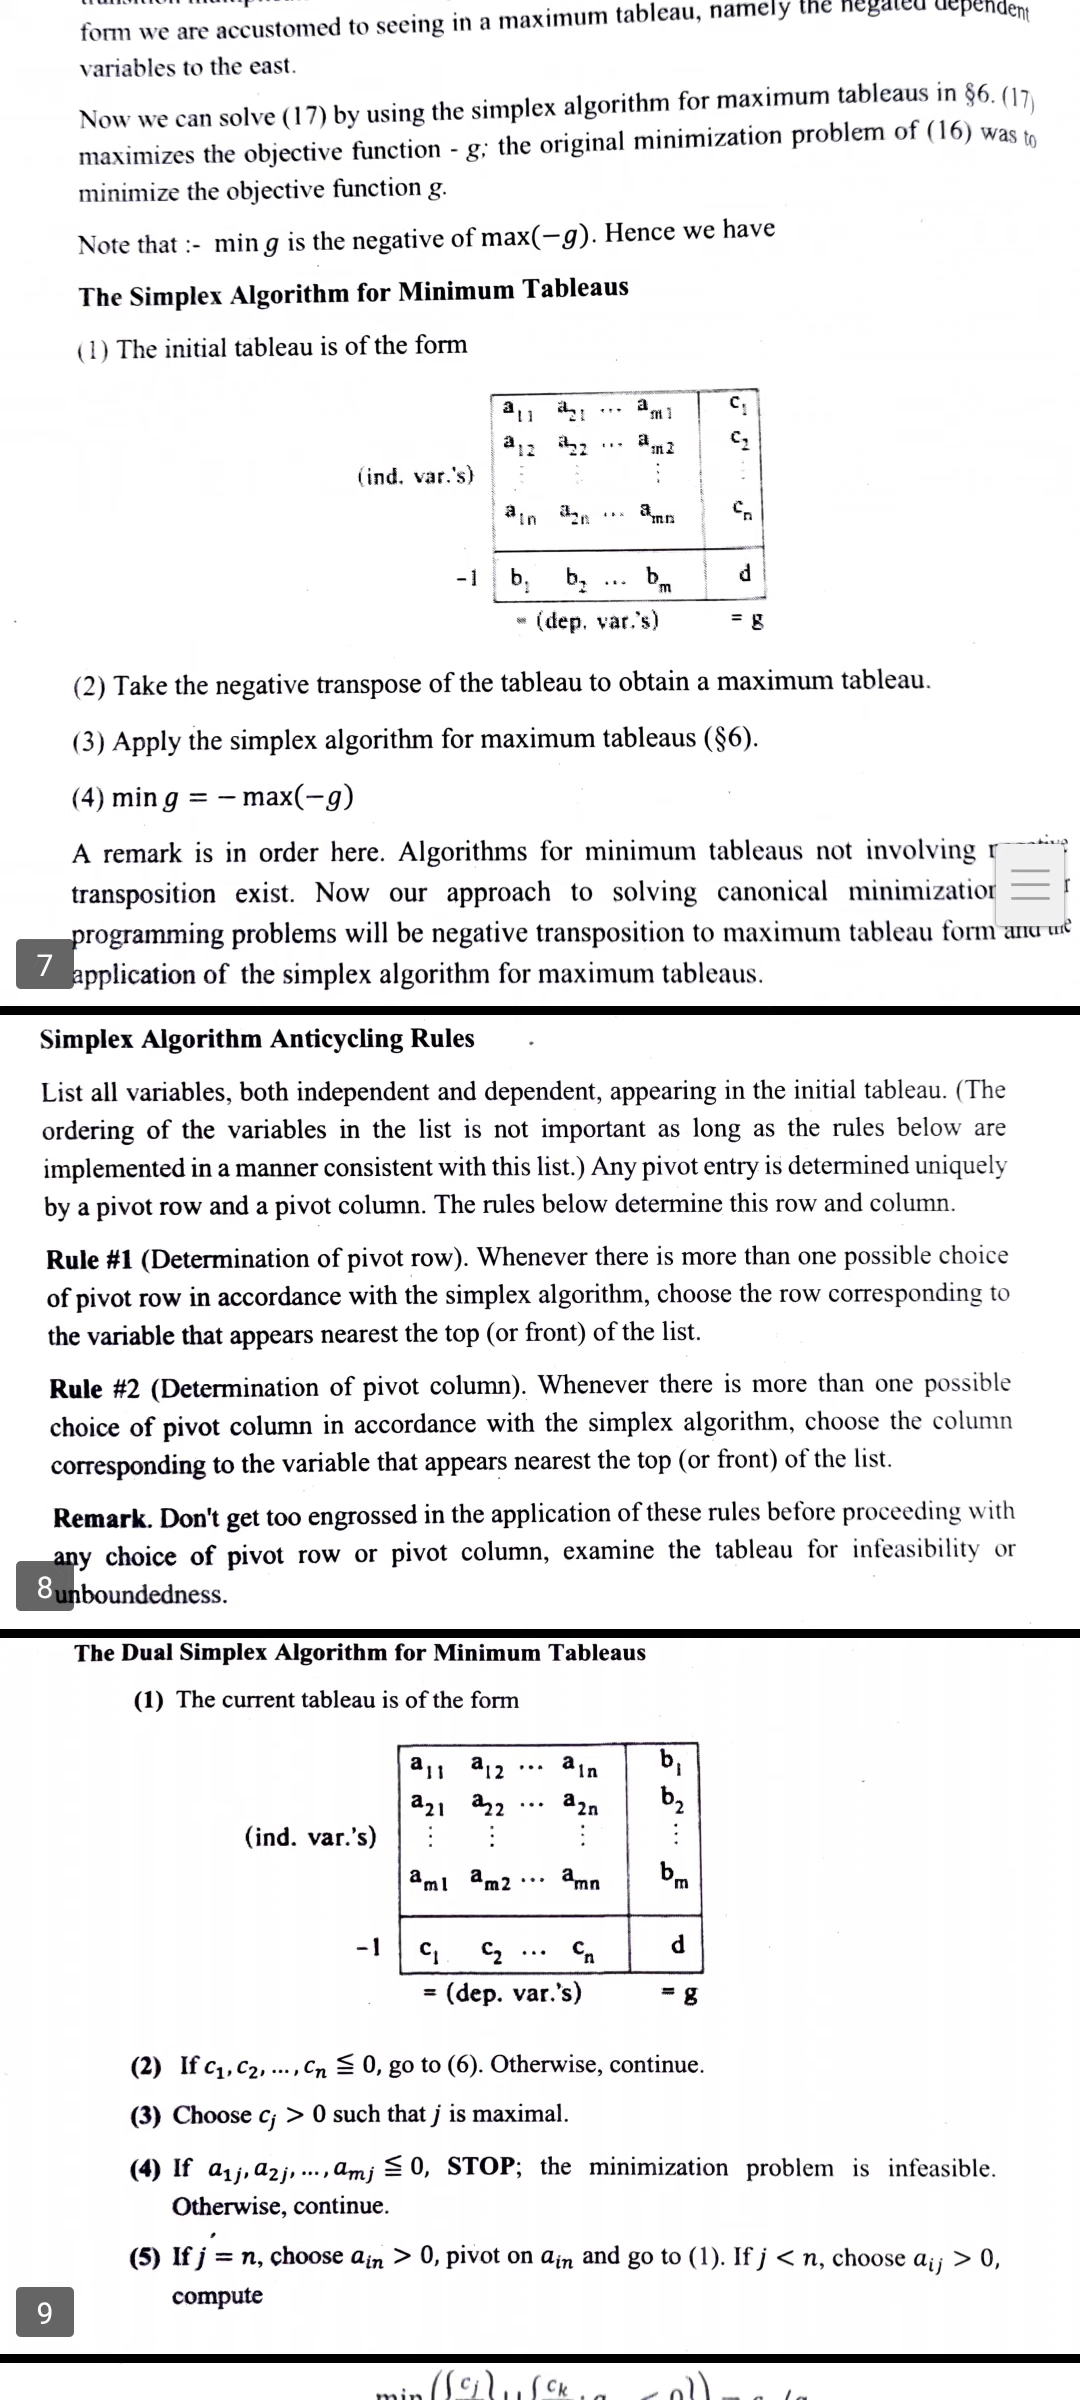 form we are accustomed to seeing in a maximum tableau, namely the negated dependent
variables to the east.
Now we can solve (17) by using the simplex algorithm for maximum tableaus in §6. (17)
maximizes the objective function - g; the original minimization problem of (16) was to
minimize the objective function g.
Note that :- min g is the negative of max(−g). Hence we have
The Simplex Algorithm for Minimum Tableaus
(1) The initial tableau is of the form
a₁₁ a₂₁ ... aₘ₁ c₁
a₁₂ a₂₂ ... aₘ₂ c₂
(ind. var.'s) ⋮ ⋮ ⋮ ⋮
a₁ₙ a₂ₙ ... aₘₙ cₙ
-1 b₁ b₂ ... bₘ d
= (dep. var.'s) = g
(2) Take the negative transpose of the tableau to obtain a maximum tableau.
(3) Apply the simplex algorithm for maximum tableaus (§6).
(4) min g = − max(−g)
A remark is in order here. Algorithms for minimum tableaus not involving
transposition exist. Now our approach to solving canonical
programming problems will be negative transposition to maximum tableau form and the
7 application of the simplex algorithm for maximum tableaus.
Simplex Algorithm Anticycling Rules
List all variables, both independent and dependent, appearing in the initial tableau. (The
ordering of the variables in the list is not important as long as the rules below are
implemented in a manner consistent with this list.) Any pivot entry is determined uniquely
by a pivot row and a pivot column. The rules below determine this row and column.
Rule #1 (Determination of pivot row). Whenever there is more than one possible choice
of pivot row in accordance with the simplex algorithm, choose the row corresponding to
the variable that appears nearest the top (or front) of the list.
Rule #2 (Determination of pivot column). Whenever there is more than one possible
choice of pivot column in accordance with the simplex algorithm, choose the column
corresponding to the variable that appears nearest the top (or front) of the list.
Remark. Don't get too engrossed in the application of these rules before proceeding with
any choice of pivot row or pivot column, examine the tableau for infeasibility or
8 unboundedness.
The Dual Simplex Algorithm for Minimum Tableaus
(1) The current tableau is of the form
a₁₁ a₁₂ ... a₁ₙ b₁
a₂₁ a₂₂ ... a₂ₙ b₂
(ind. var.'s) ⋮ ⋮ ⋮ ⋮
aₘ₁ aₘ₂ ... aₘₙ bₘ
-1 c₁ c₂ ... cₙ d
= (dep. var.'s) = g
(2) If c₁, c₂, ..., cₙ ≦ 0, go to (6). Otherwise, continue.
(3) Choose cⱼ > 0 such that j is maximal.
(4) If a₁ⱼ, a₂ⱼ, ..., aₘⱼ ≦ 0, STOP; the minimization problem is infeasible.
Otherwise, continue.
(5) If j = n, choose aᵢₙ > 0, pivot on aᵢₙ and go to (1). If j < n, choose aᵢⱼ > 0,
compute
9